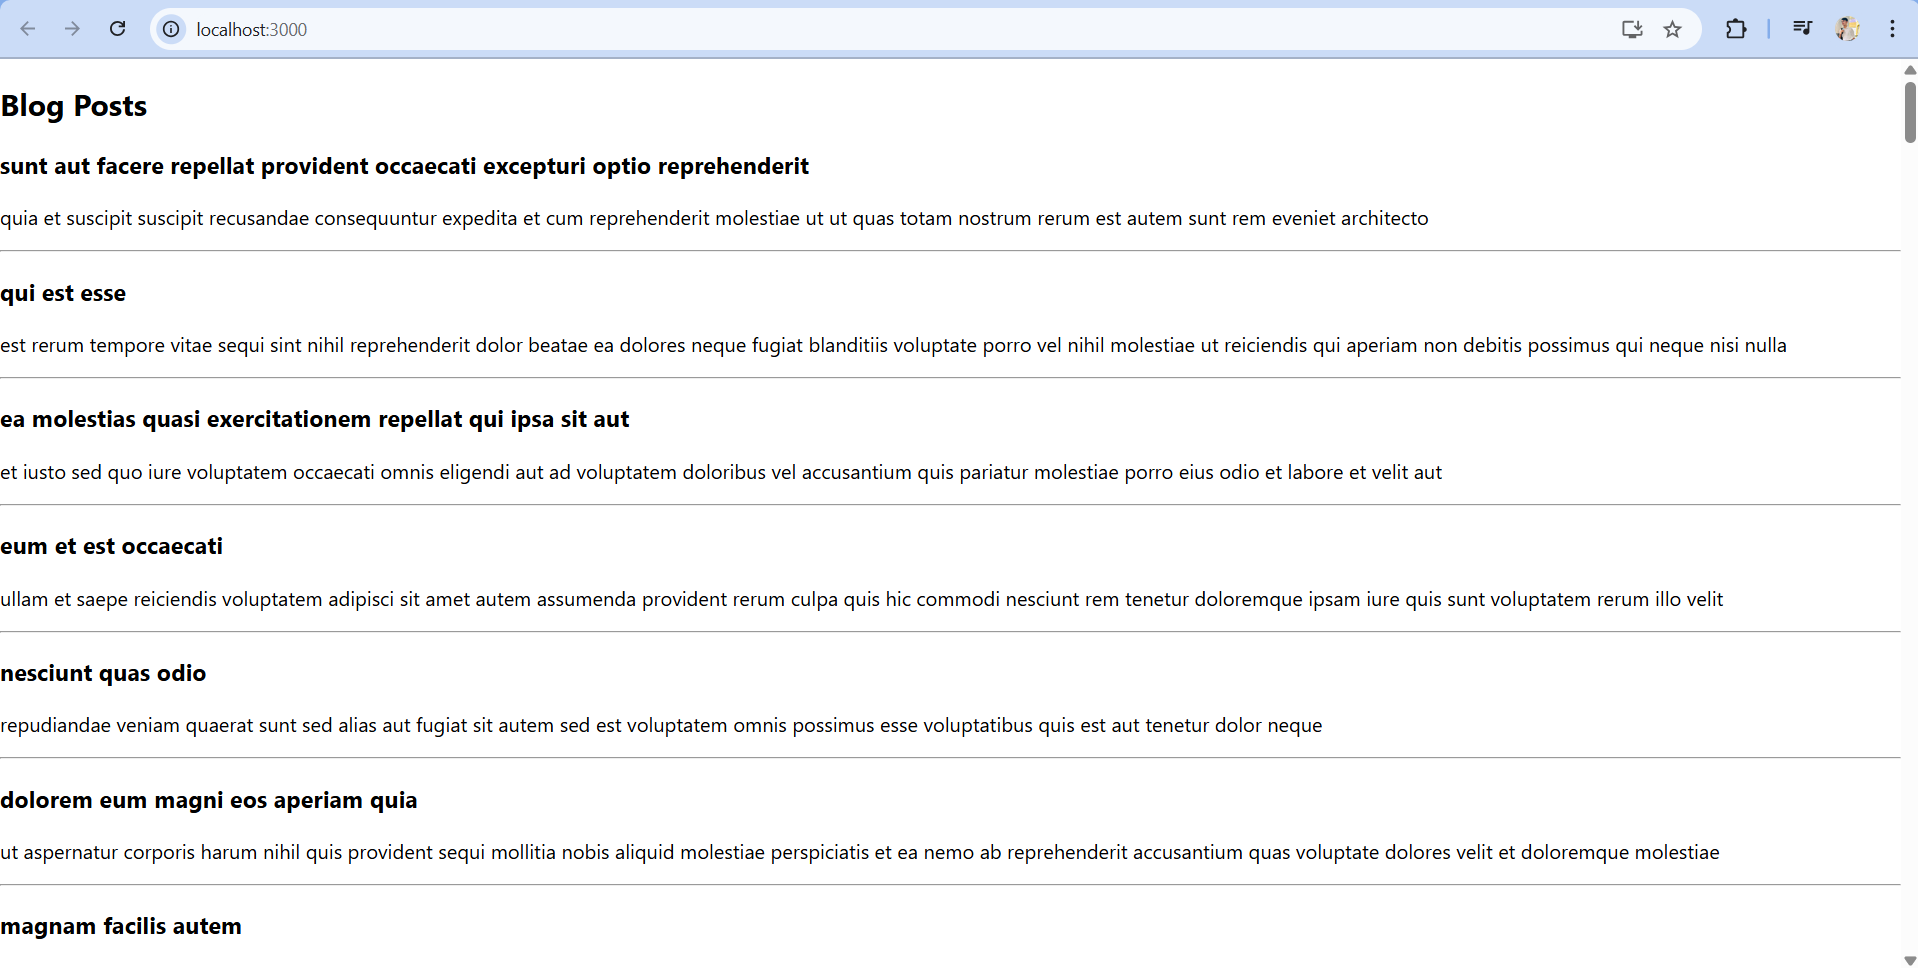 localhost:3000
Blog Posts
sunt aut facere repellat provident occaecati excepturi optio reprehenderit
quia et suscipit suscipit recusandae consequuntur expedita et cum reprehenderit molestiae ut ut quas totam nostrum rerum est autem sunt rem eveniet architecto
qui est esse
est rerum tempore vitae sequi sint nihil reprehenderit dolor beatae ea dolores neque fugiat blanditiis voluptate porro vel nihil molestiae ut reiciendis qui aperiam non debitis possimus qui neque nisi nulla
ea molestias quasi exercitationem repellat qui ipsa sit aut
et iusto sed quo iure voluptatem occaecati omnis eligendi aut ad voluptatem doloribus vel accusantium quis pariatur molestiae porro eius odio et labore et velit aut
eum et est occaecati
ullam et saepe reiciendis voluptatem adipisci sit amet autem assumenda provident rerum culpa quis hic commodi nesciunt rem tenetur doloremque ipsam iure quis sunt voluptatem rerum illo velit
nesciunt quas odio
repudiandae veniam quaerat sunt sed alias aut fugiat sit autem sed est voluptatem omnis possimus esse voluptatibus quis est aut tenetur dolor neque
dolorem eum magni eos aperiam quia
ut aspernatur corporis harum nihil quis provident sequi mollitia nobis aliquid molestiae perspiciatis et ea nemo ab reprehenderit accusantium quas voluptate dolores velit et doloremque molestiae
magnam facilis autem